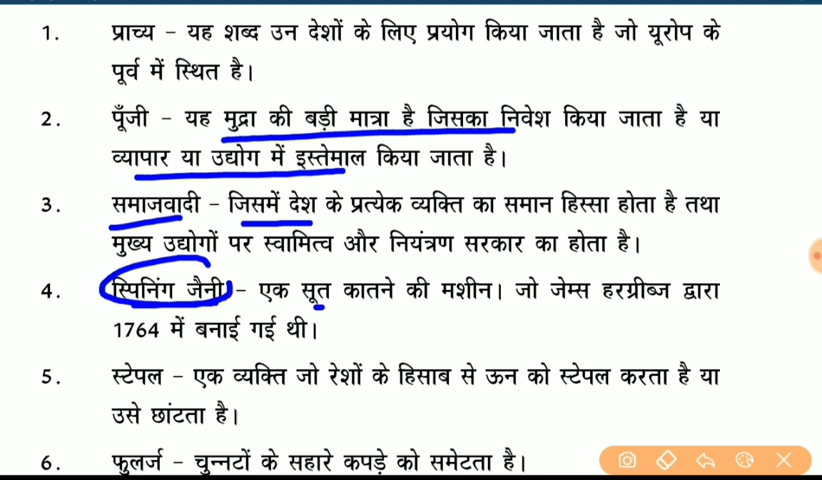 1. प्राच्य - यह शब्द उन देशों के लिए प्रयोग किया जाता है जो यूरोप के
पूर्व में स्थित है।
2. पूँजी - यह मुद्रा की बड़ी मात्रा है जिसका निवेश किया जाता है या
व्यापार या उद्योग में इस्तेमाल किया जाता है।
3. समाजवादी - जिसमें देश के प्रत्येक व्यक्ति का समान हिस्सा होता है तथा
मुख्य उद्योगों पर स्वामित्व और नियंत्रण सरकार का होता है।
4. स्पिनिंग जैनी - एक सूत कातने की मशीन। जो जेम्स हरग्रीब्ज द्वारा
1764 में बनाई गई थी।
5. स्टेपल - एक व्यक्ति जो रेशों के हिसाब से ऊन को स्टेपल करता है या
उसे छांटता है।
6. फुलर्ज - चुन्नटों के सहारे कपड़े को समेटता है।